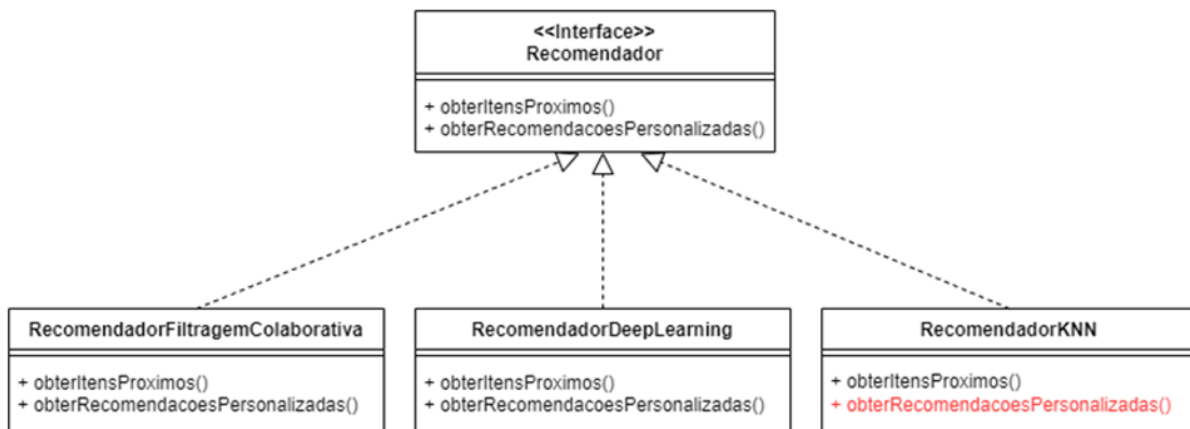 <<Interface>>
Recomendador
+ obterItensProximos()
+ obterRecomendacoesPersonalizadas()
RecomendadorFiltragemColaborativa
+ obterItensProximos()
+ obterRecomendacoesPersonalizadas()
RecomendadorDeepLearning
+ obterItensProximos()
+ obterRecomendacoesPersonalizadas()
RecomendadorKNN
+ obterItensProximos()
+ obterRecomendacoesPersonalizadas()